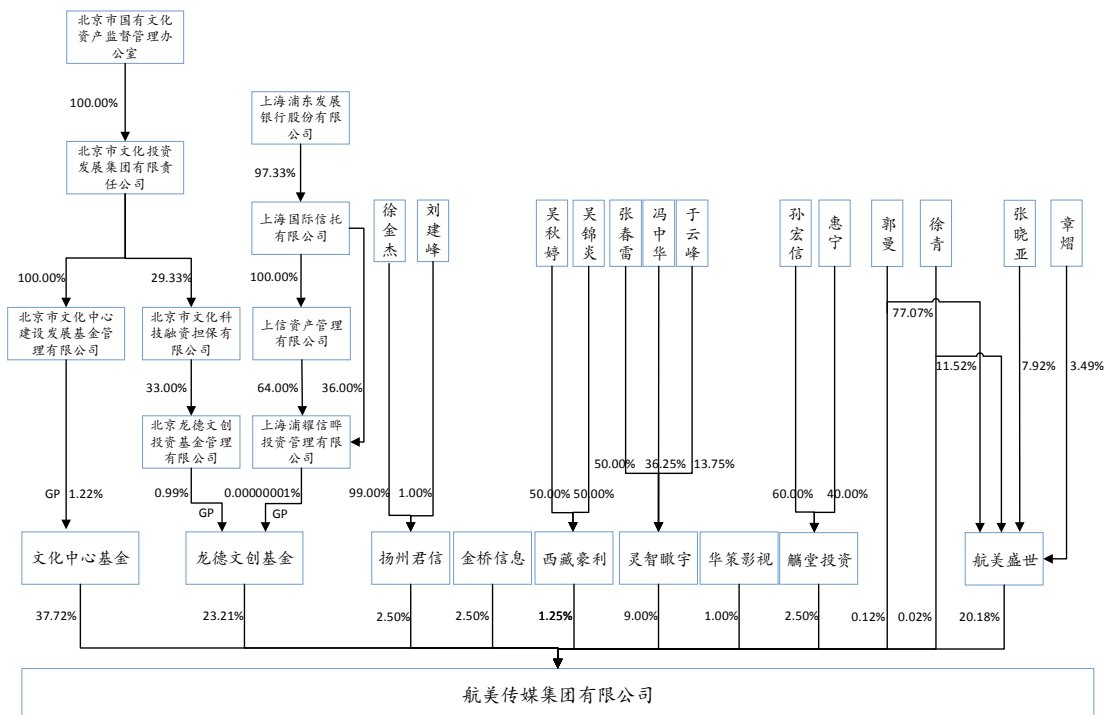 北京市国有文化
资产监督管理办
公室
100.00%
上海浦东发展
银行股份有限
公司
北京市文化投资
发展集团有限责
任公司
97.33%
上海国际信托
有限公司
徐金杰
刘建峰
吴秋婷
吴锦炎
张春雷
冯中华
于云峰
孙宏信
惠宁
郭曼
徐青
张晓亚
章熠
100.00%
29.33%
100.00%
北京市文化中心
建设发展基金管
理有限公司
北京市文化科
技融资担保有
限公司
上信资产管理
有限公司
77.07%
11.52%
7.92%
3.49%
33.00%
64.00%
36.00%
北京龙德文创
投资基金管理
有限公司
上海浦耀信晔
投资管理有限
公司
50.00%
36.25%
13.75%
GP
1.22%
0.99%
GP
0.00000001%
GP
99.00%
1.00%
50.00%
50.00%
60.00%
40.00%
文化中心基金
龙德文创基金
扬州君信
金桥信息
西藏豪利
灵智瞰宇
华策影视
觿堂投资
航美盛世
37.72%
23.21%
2.50%
2.50%
1.25%
9.00%
1.00%
2.50%
0.12%
0.02%
20.18%
航美传媒集团有限公司